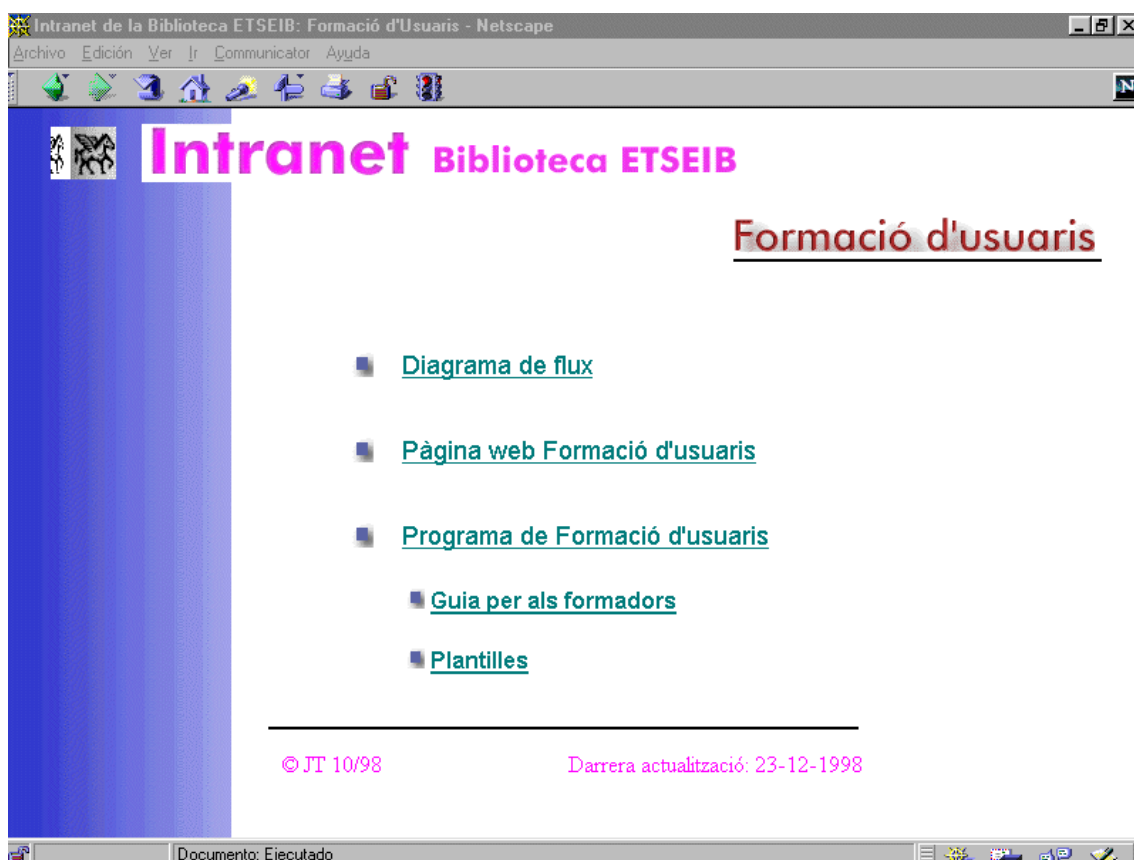 Intranet de la Biblioteca ETSEIB: Formació d'Usuaris - Netscape
Archivo Edición Ver Ir Communicator Ayuda
N
Intranet Biblioteca ETSEIB
Formació d'usuaris
Diagrama de flux
Pàgina web Formació d'usuaris
Programa de Formació d'usuaris
Guia per als formadors
Plantilles
© JT 10/98 Darrera actualització: 23-12-1998
Documento: Ejecutado